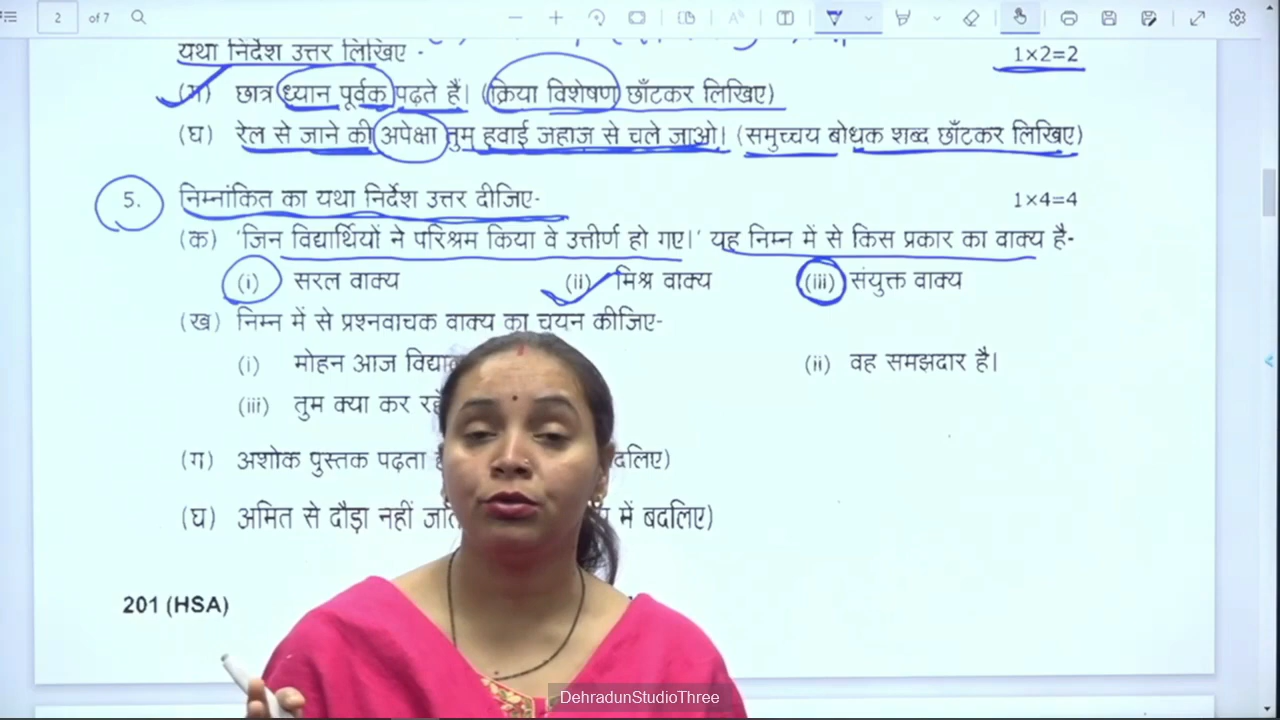 2 of 7
यथा निर्देश उत्तर लिखिए - 1×2=2
(ग) छात्र ध्यान पूर्वक पढ़ते हैं। (क्रिया विशेषण छाँटकर लिखिए)
(घ) रेल से जाने की अपेक्षा तुम हवाई जहाज से चले जाओ। (समुच्चय बोधक शब्द छाँटकर लिखिए)
5. निम्नांकित का यथा निर्देश उत्तर दीजिए- 1×4=4
(क) 'जिन विद्यार्थियों ने परिश्रम किया वे उत्तीर्ण हो गए।' यह निम्न में से किस प्रकार का वाक्य है-
(i) सरल वाक्य (ii) मिश्र वाक्य (iii) संयुक्त वाक्य
(ख) निम्न में से प्रश्नवाचक वाक्य का चयन कीजिए-
(i) मोहन आज (ii) वह समझदार है।
(iii) तुम क्या कर
(ग) अशोक पुस्तक पढ़ता
(घ) अमित से दौड़ा नहीं में बदलिए)
201 (HSA)
DehradunStudioThree